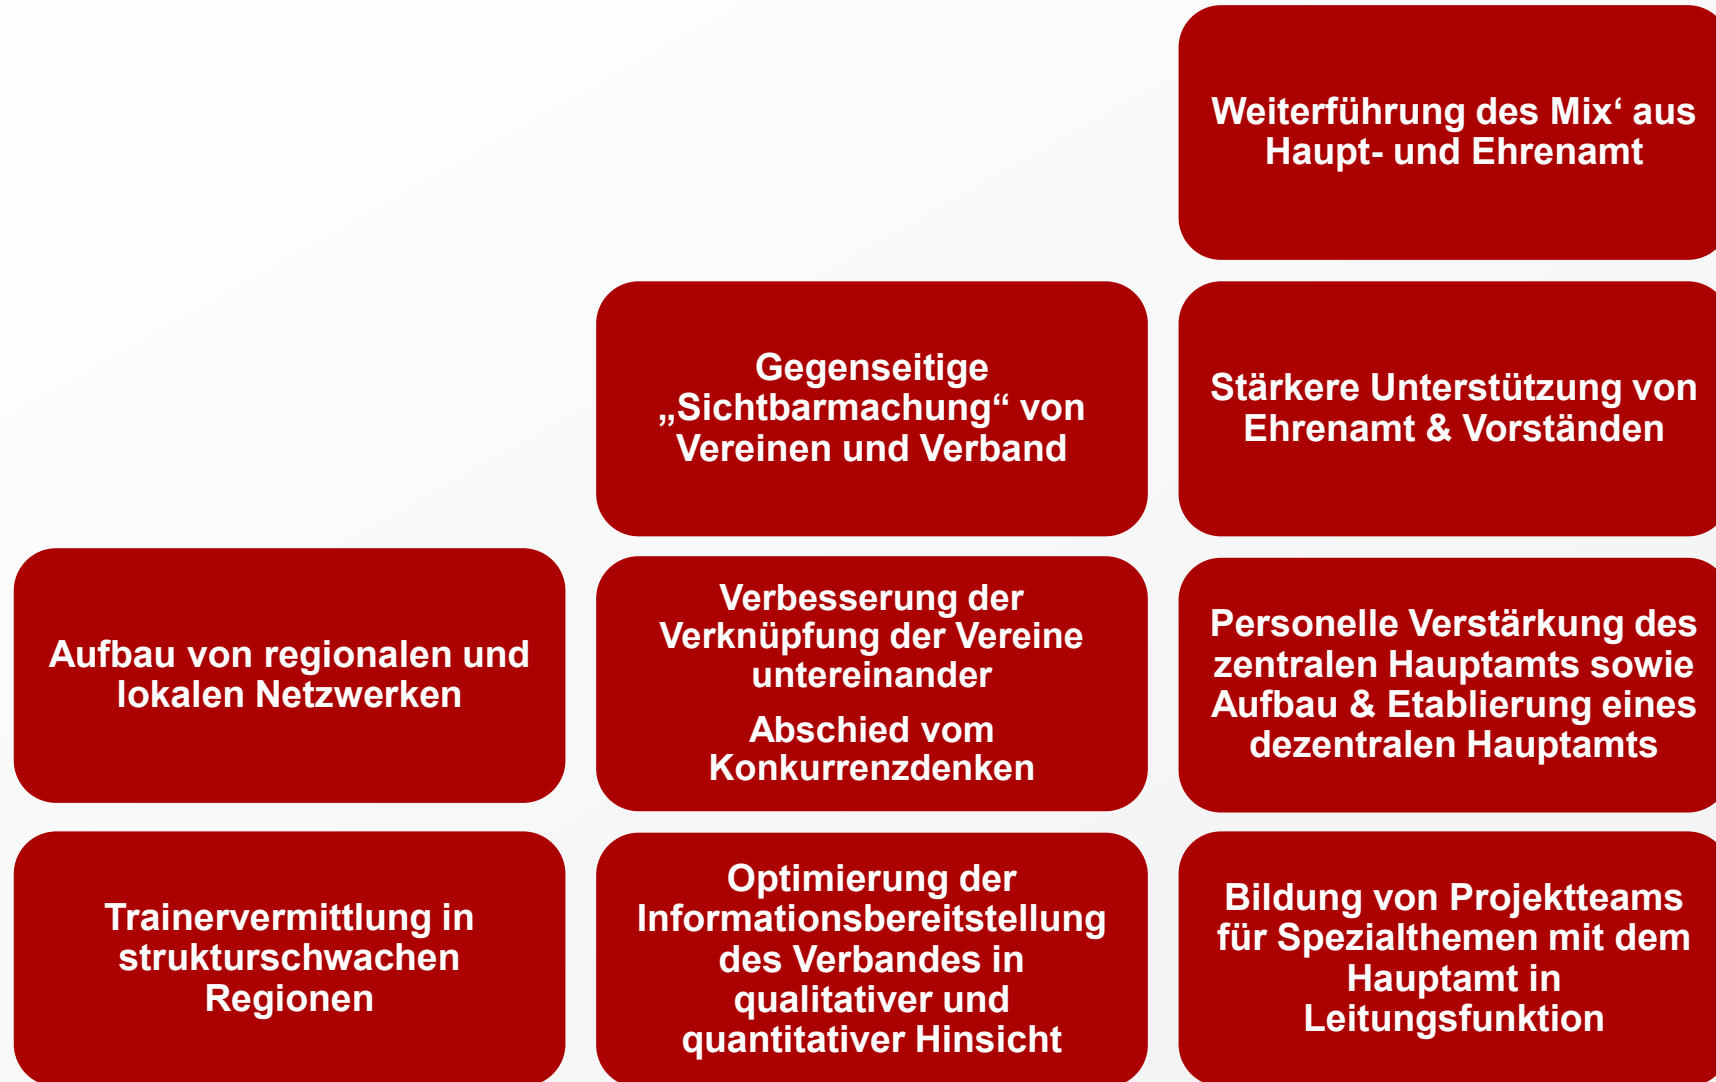 Weiterführung des Mix‘ aus
Haupt- und Ehrenamt
Gegenseitige
„Sichtbarmachung“ von
Vereinen und Verband
Stärkere Unterstützung von
Ehrenamt & Vorständen
Aufbau von regionalen und
lokalen Netzwerken
Verbesserung der
Verknüpfung der Vereine
untereinander
Abschied vom
Konkurrenzdenken
Personelle Verstärkung des
zentralen Hauptamts sowie
Aufbau & Etablierung eines
dezentralen Hauptamts
Trainervermittlung in
strukturschwachen
Regionen
Optimierung der
Informationsbereitstellung
des Verbandes in
qualitativer und
quantitativer Hinsicht
Bildung von Projektteams
für Spezialthemen mit dem
Hauptamt in
Leitungsfunktion